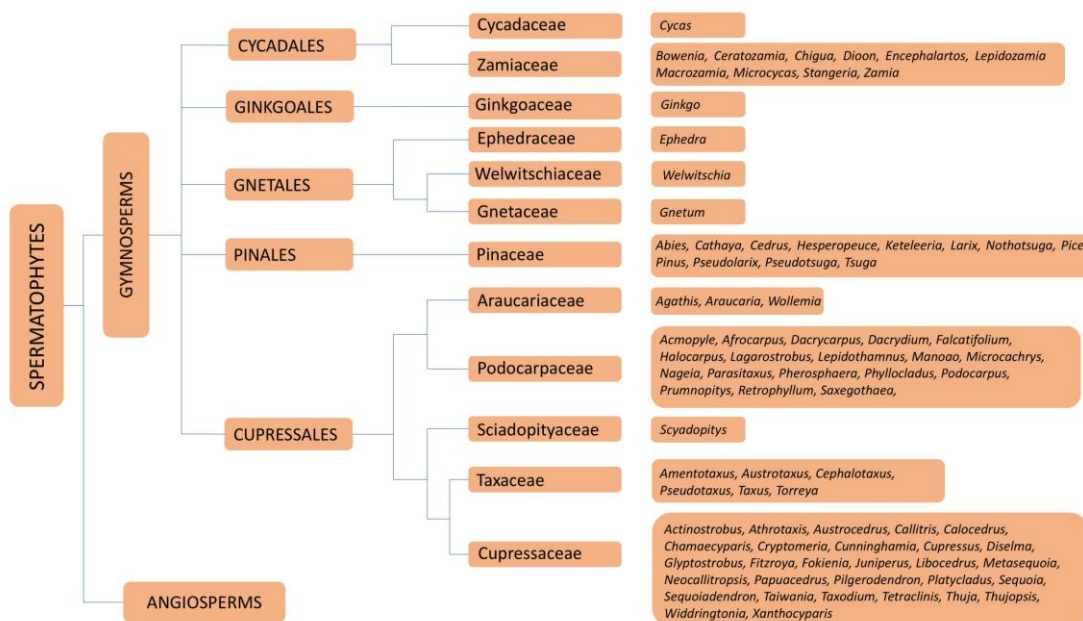 SPERMATOPHYTES
GYMNOSPERMS
CYCADALES
Cycadaceae
Cycas
Zamiaceae
Bowenia, Ceratozamia, Chigua, Dioon, Encephalartos, Lepidozamia
Macrozamia, Microcycas, Stangeria, Zamia
GINKGOALES
Ginkgoaceae
Ginkgo
GNETALES
Ephedraceae
Ephedra
Welwitschiaceae
Welwitschia
Gnetaceae
Gnetum
PINALES
Pinaceae
Abies, Cathaya, Cedrus, Hesperopeuce, Keteleeria, Larix, Nothotsuga, Pice
Pinus, Pseudolarix, Pseudotsuga, Tsuga
CUPRESSALES
Araucariaceae
Agathis, Araucaria, Wollemia
Podocarpaceae
Acmopyle, Afrocarpus, Dacrycarpus, Dacrydium, Falcatifolium,
Halocarpus, Lagarostrobus, Lepidothamnus, Manoao, Microcachrys,
Nageia, Parasitaxus, Pherosphaera, Phyllocladus, Podocarpus,
Prumnopitys, Retrophyllum, Saxegothaea,
Sciadopityaceae
Scyadopitys
Taxaceae
Amentotaxus, Austrotaxus, Cephalotaxus,
Pseudotaxus, Taxus, Torreya
Cupressaceae
Actinostrobus, Athrotaxis, Austrocedrus, Callitris, Calocedrus,
Chamaecyparis, Cryptomeria, Cunninghamia, Cupressus, Diselma,
Glyptostrobus, Fitzroya, Fokienia, Juniperus, Libocedrus, Metasequoia,
Neocallitropsis, Papuacedrus, Pilgerodendron, Platycladus, Sequoia,
Sequoiadendron, Taiwania, Taxodium, Tetraclinis, Thuja, Thujopsis,
Widdringtonia, Xanthocyparis
ANGIOSPERMS